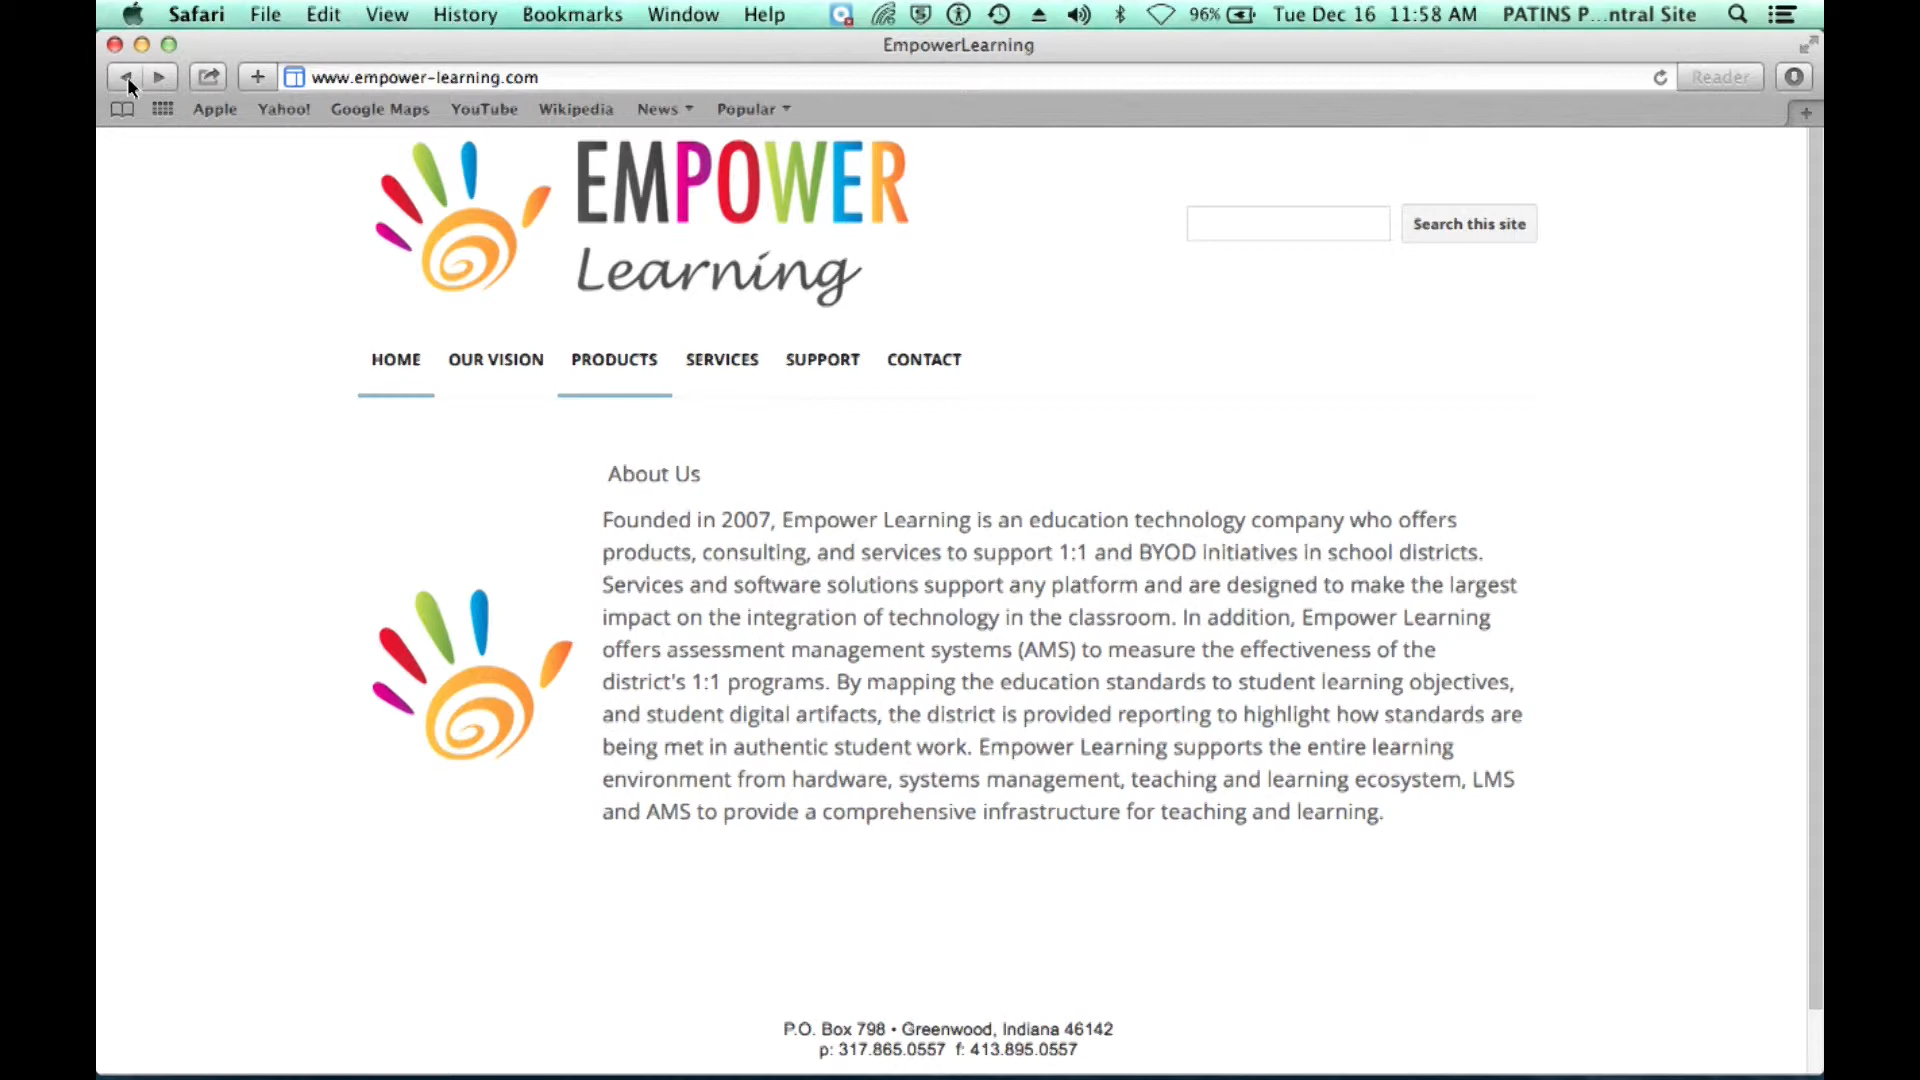 Safari File Edit View History Bookmarks Window Help 96% Tue Dec 16 11:58 AM PATINS P...ntral Site
EmpowerLearning
www.empower-learning.com Reader
Apple Yahoo! Google Maps YouTube Wikipedia News Popular
EMPOWER
Learning
Search this site
HOME OUR VISION PRODUCTS SERVICES SUPPORT CONTACT
About Us
Founded in 2007, Empower Learning is an education technology company who offers
products, consulting, and services to support 1:1 and BYOD initiatives in school districts.
Services and software solutions support any platform and are designed to make the largest
impact on the integration of technology in the classroom. In addition, Empower Learning
offers assessment management systems (AMS) to measure the effectiveness of the
district's 1:1 programs. By mapping the education standards to student learning objectives,
and student digital artifacts, the district is provided reporting to highlight how standards are
being met in authentic student work. Empower Learning supports the entire learning
environment from hardware, systems management, teaching and learning ecosystem, LMS
and AMS to provide a comprehensive infrastructure for teaching and learning.
P.O. Box 798 • Greenwood, Indiana 46142
p: 317.865.0557 f: 413.895.0557